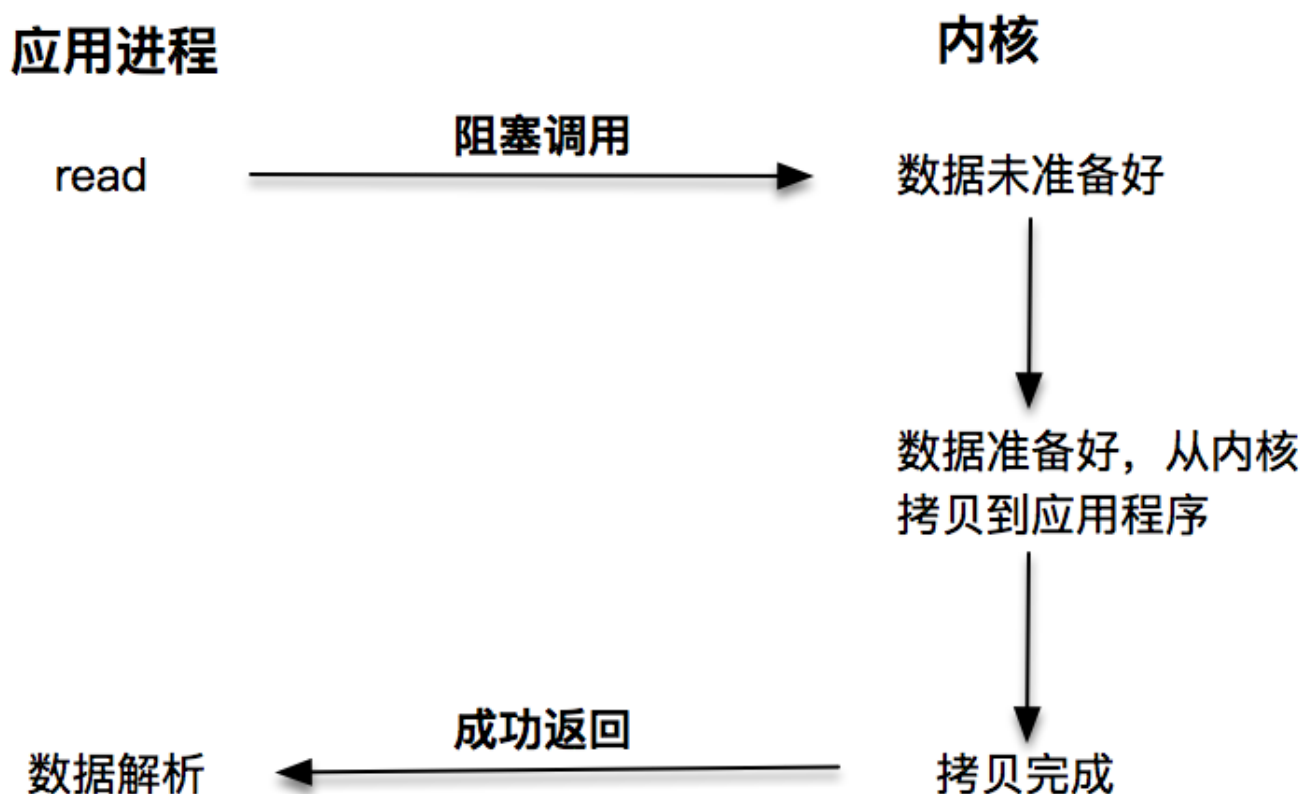 应用进程
内核
阻塞调用
read
数据未准备好
数据准备好，从内核
拷贝到应用程序
成功返回
数据解析
拷贝完成